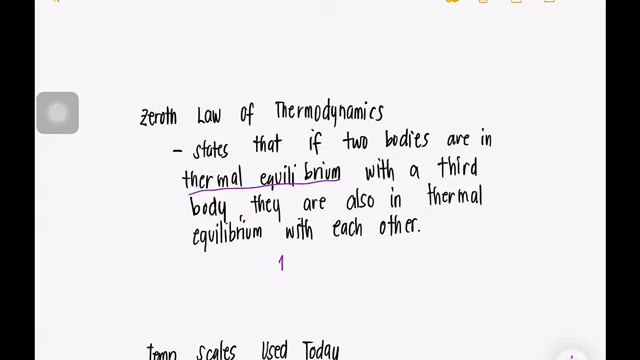 Zeroth Law of Thermodynamics
- states that if two bodies are in
thermal equilibrium with a third
body, they are also in thermal
equilibrium with each other.
1
Temp Scales Used Today